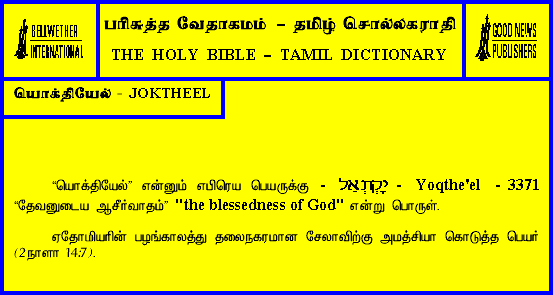 BELLWETHER
INTERNATIONAL
பரிசுத்த வேதாகமம் – தமிழ் சொல்லகராதி
THE HOLY BIBLE – TAMIL DICTIONARY
GOOD NEWS
PUBLISHERS
யொக்தியேல் - JOKTHEEL
“யொக்தியேல்” என்னும் எபிரெய பெயருக்கு - יָקְתְאֵל - Yoqthe'el - 3371
“தேவனுடைய ஆசீர்வாதம்” "the blessedness of God" என்று பொருள்.
ஏதோமியரின் பழங்காலத்து தலைநகரமான சேலாவிற்கு அமத்சியா கொடுத்த பெயர்
(2நாளா 14:7).